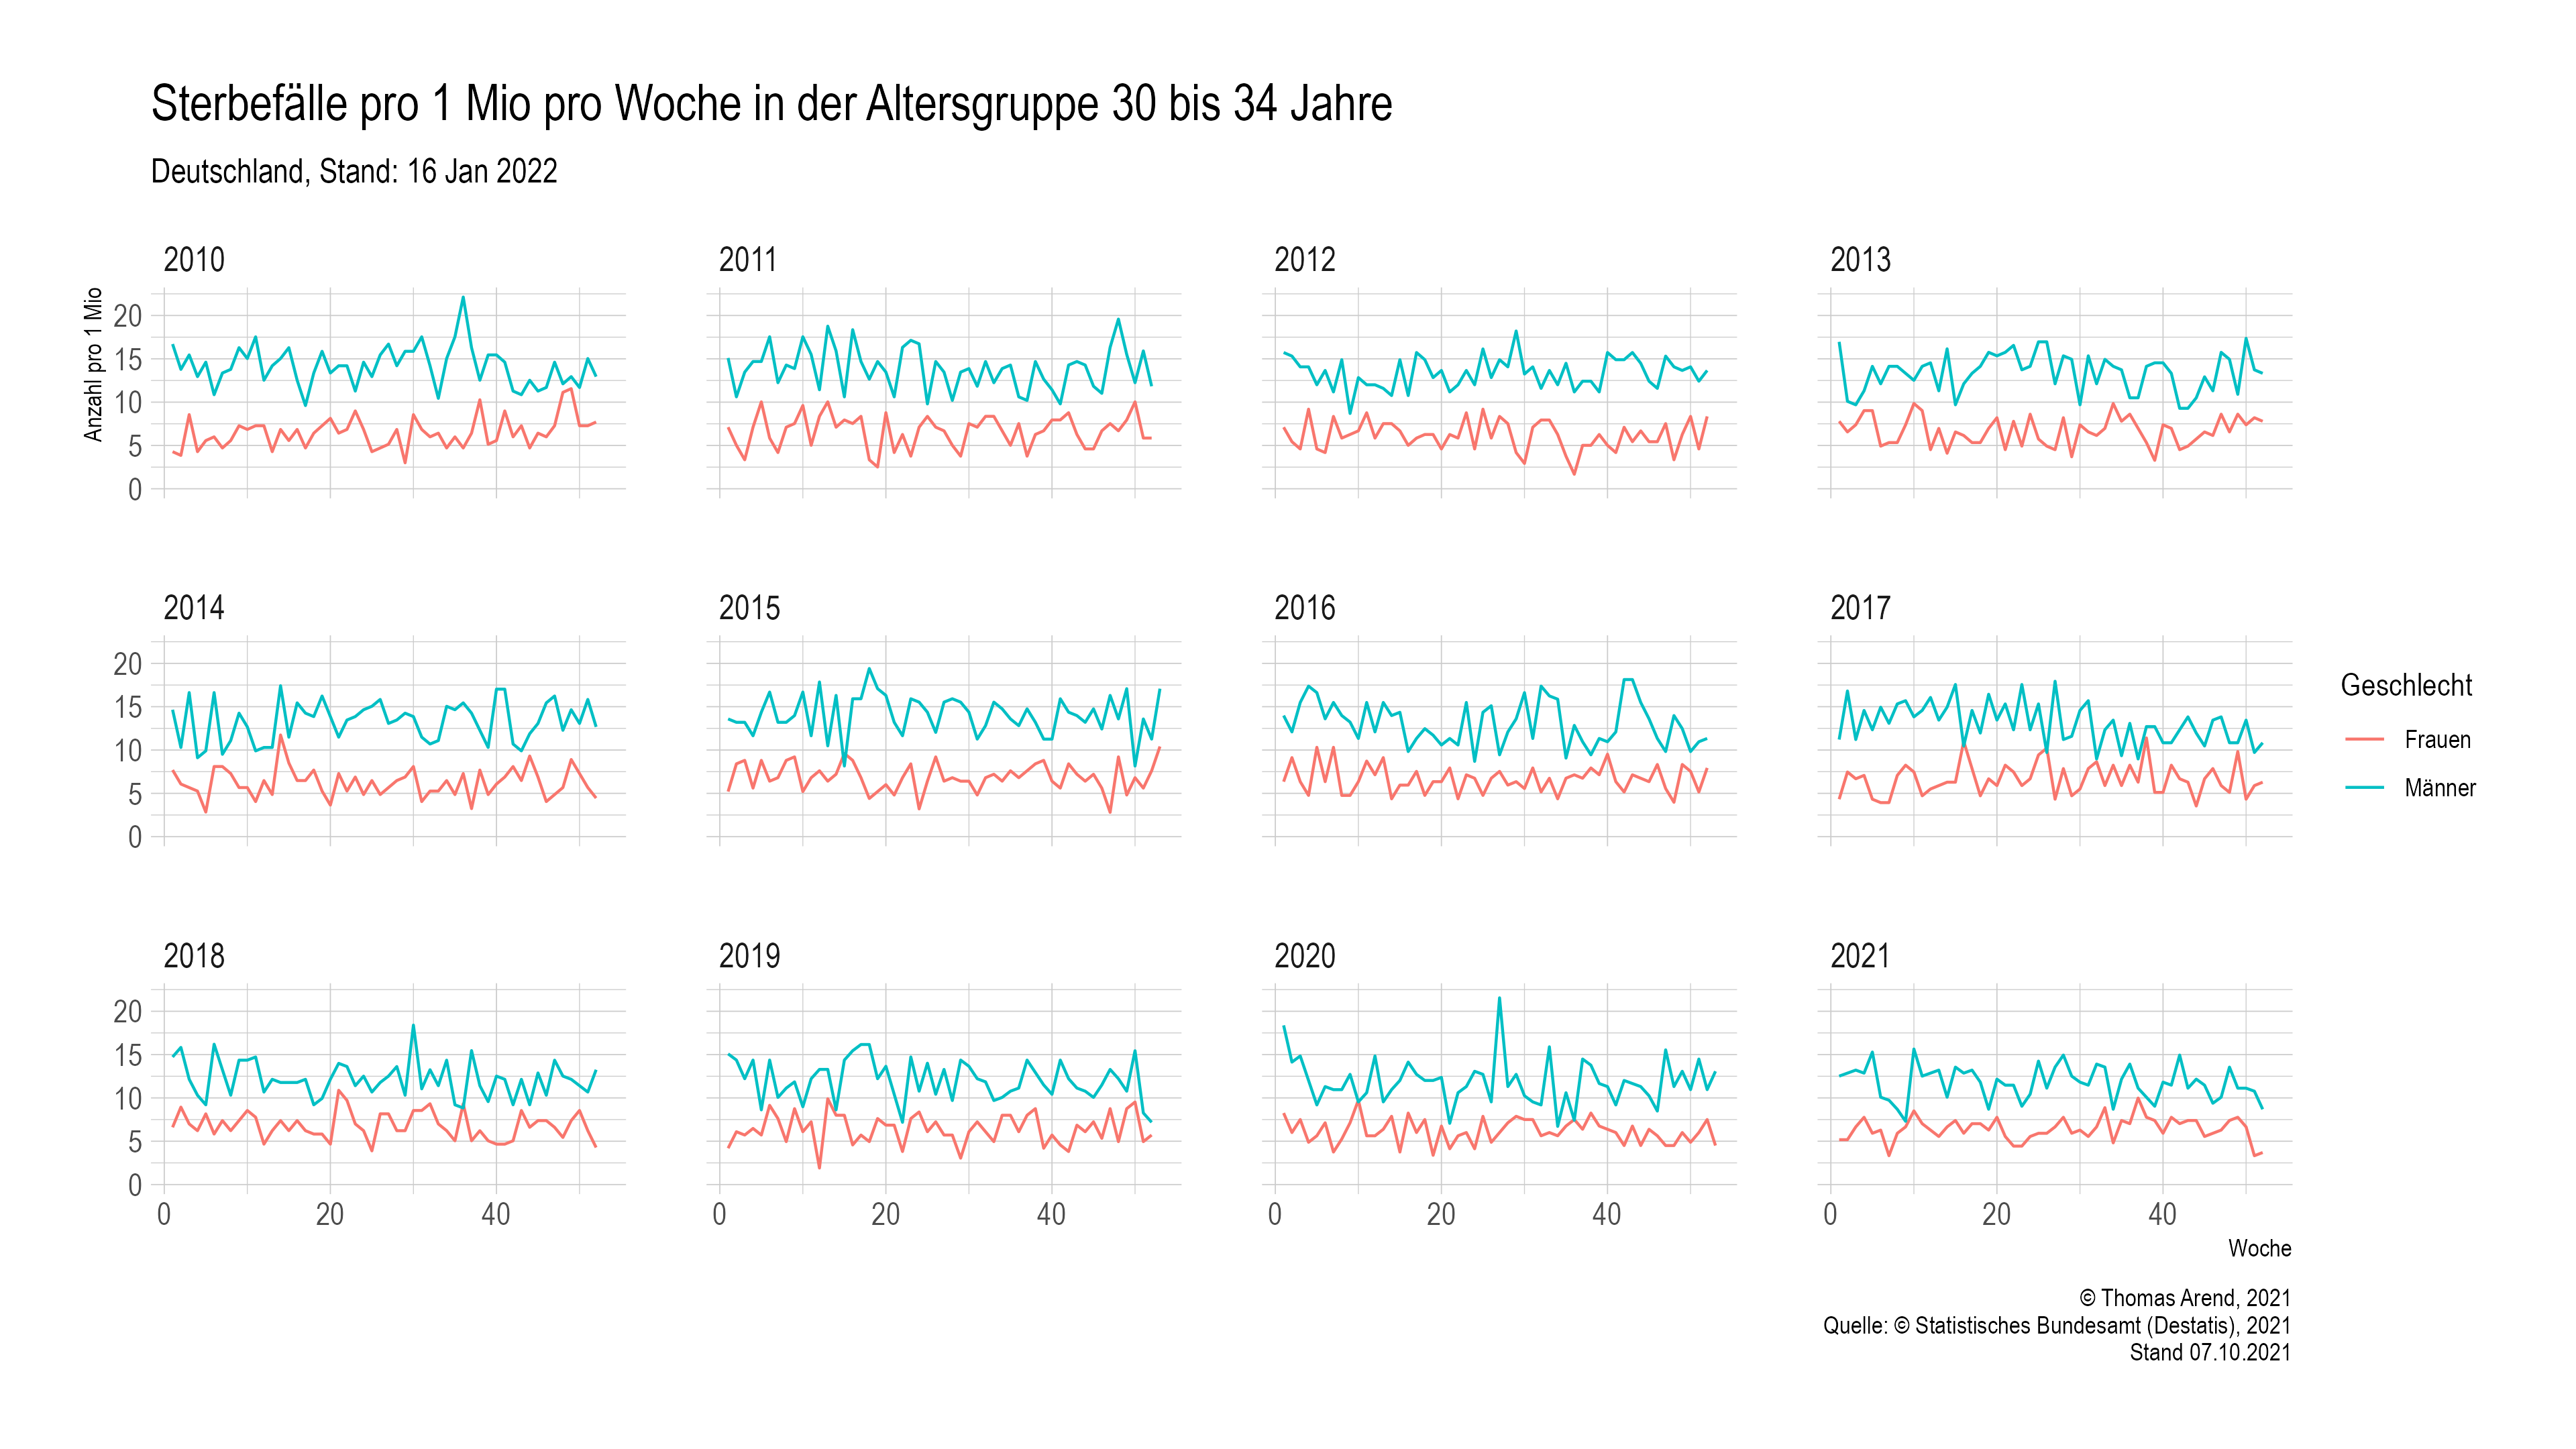 Sterbefälle pro 1 Mio pro Woche in der Altersgruppe 30 bis 34 Jahre
Deutschland, Stand: 16 Jan 2022
2010
2011
2012
2013
Anzahl pro 1 Mio
20
15
10
5
0
2014
2015
2016
2017
20
15
10
5
0
Geschlecht
Frauen
Männer
2018
2019
2020
2021
20
15
10
5
0
0 20 40 0 20 40 0 20 40 0 20 40
Woche
© Thomas Arend, 2021
Quelle: © Statistisches Bundesamt (Destatis), 2021
Stand 07.10.2021